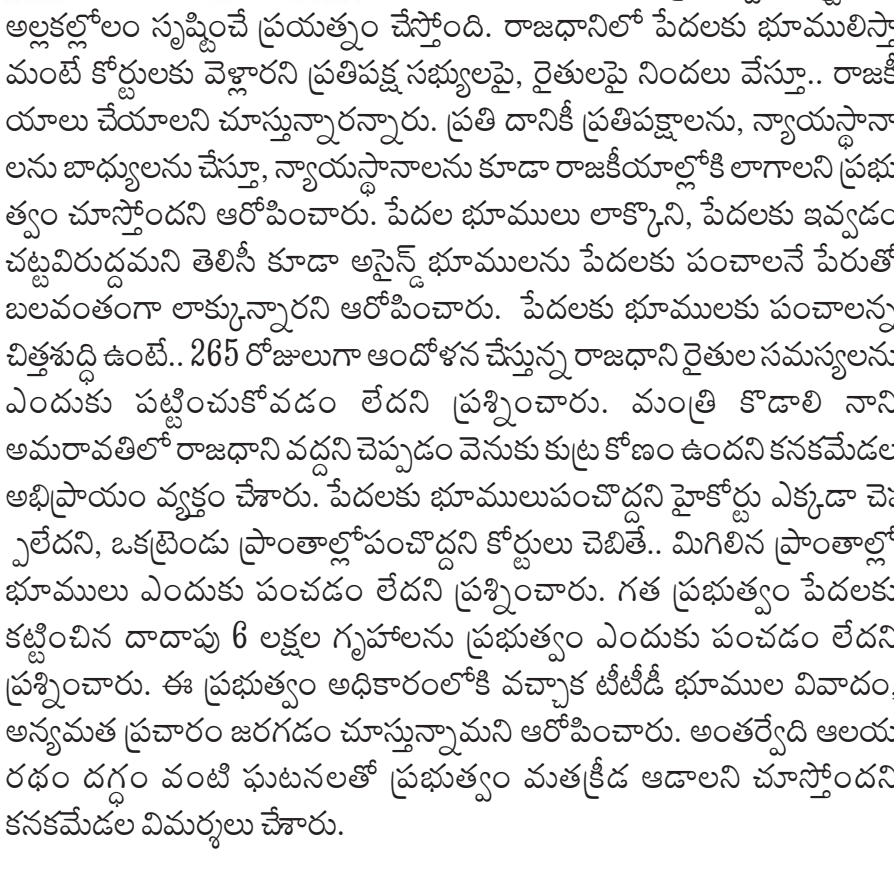 అల్లకల్లోలం సృష్టించే ప్రయత్నం చేస్తోంది. రాజధానిలో పేదలకు భూములిస్తా
మంటే కోర్టులకు వెళ్లారని ప్రతిపక్ష సభ్యులపై, రైతులపై నిందలు వేస్తూ.. రాజకీ
యాలు చేయాలని చూస్తున్నారన్నారు. ప్రతి దానికీ ప్రతిపక్షాలను, న్యాయస్థానా
లను బాధ్యులను చేస్తూ, న్యాయస్థానాలను కూడా రాజకీయాల్లోకి లాగాలని ప్రభు
త్వం చూస్తోందని ఆరోపించారు. పేదల భూములు లాక్కొని, పేదలకు ఇవ్వడం
చట్టవిరుద్దమని తెలిసీ కూడా అసైన్డ్ భూములను పేదలకు పంచాలనే పేరుతో
బలవంతంగా లాక్కున్నారని ఆరోపించారు. పేదలకు భూములకు పంచాలన్న
చిత్తశుద్ధి ఉంటే.. 265 రోజులుగా ఆందోళన చేస్తున్న రాజధాని రైతుల సమస్యలను
ఎందుకు పట్టించుకోవడం లేదని ప్రశ్నించారు. మంత్రి కొడాలి నాని
అమరావతిలో రాజధాని వద్దని చెప్పడం వెనుకు కుట్ర కోణం ఉందని కనకమేడల
అభిప్రాయం వ్యక్తం చేశారు. పేదలకు భూములుపంచొద్దని హైకోర్టు ఎక్కడా చె
ప్పలేదని, ఒకట్రెండు ప్రాంతాల్లోపంచొద్దని కోర్టులు చెబితే.. మిగిలిన ప్రాంతాల్లో
భూములు ఎందుకు పంచడం లేదని ప్రశ్నించారు. గత ప్రభుత్వం పేదలకు
కట్టించిన దాదాపు 6 లక్షల గృహాలను ప్రభుత్వం ఎందుకు పంచడం లేదని
ప్రశ్నించారు. ఈ ప్రభుత్వం అధికారంలోకి వచ్చాక టీటీడీ భూముల వివాదం,
అన్యమత ప్రచారం జరగడం చూస్తున్నామని ఆరోపించారు. అంతర్వేది ఆలయ
రథం దగ్ధం వంటి ఘటనలతో ప్రభుత్వం మతక్రీడ ఆడాలని చూస్తోందని
కనకమేడల విమర్శలు చేశారు.